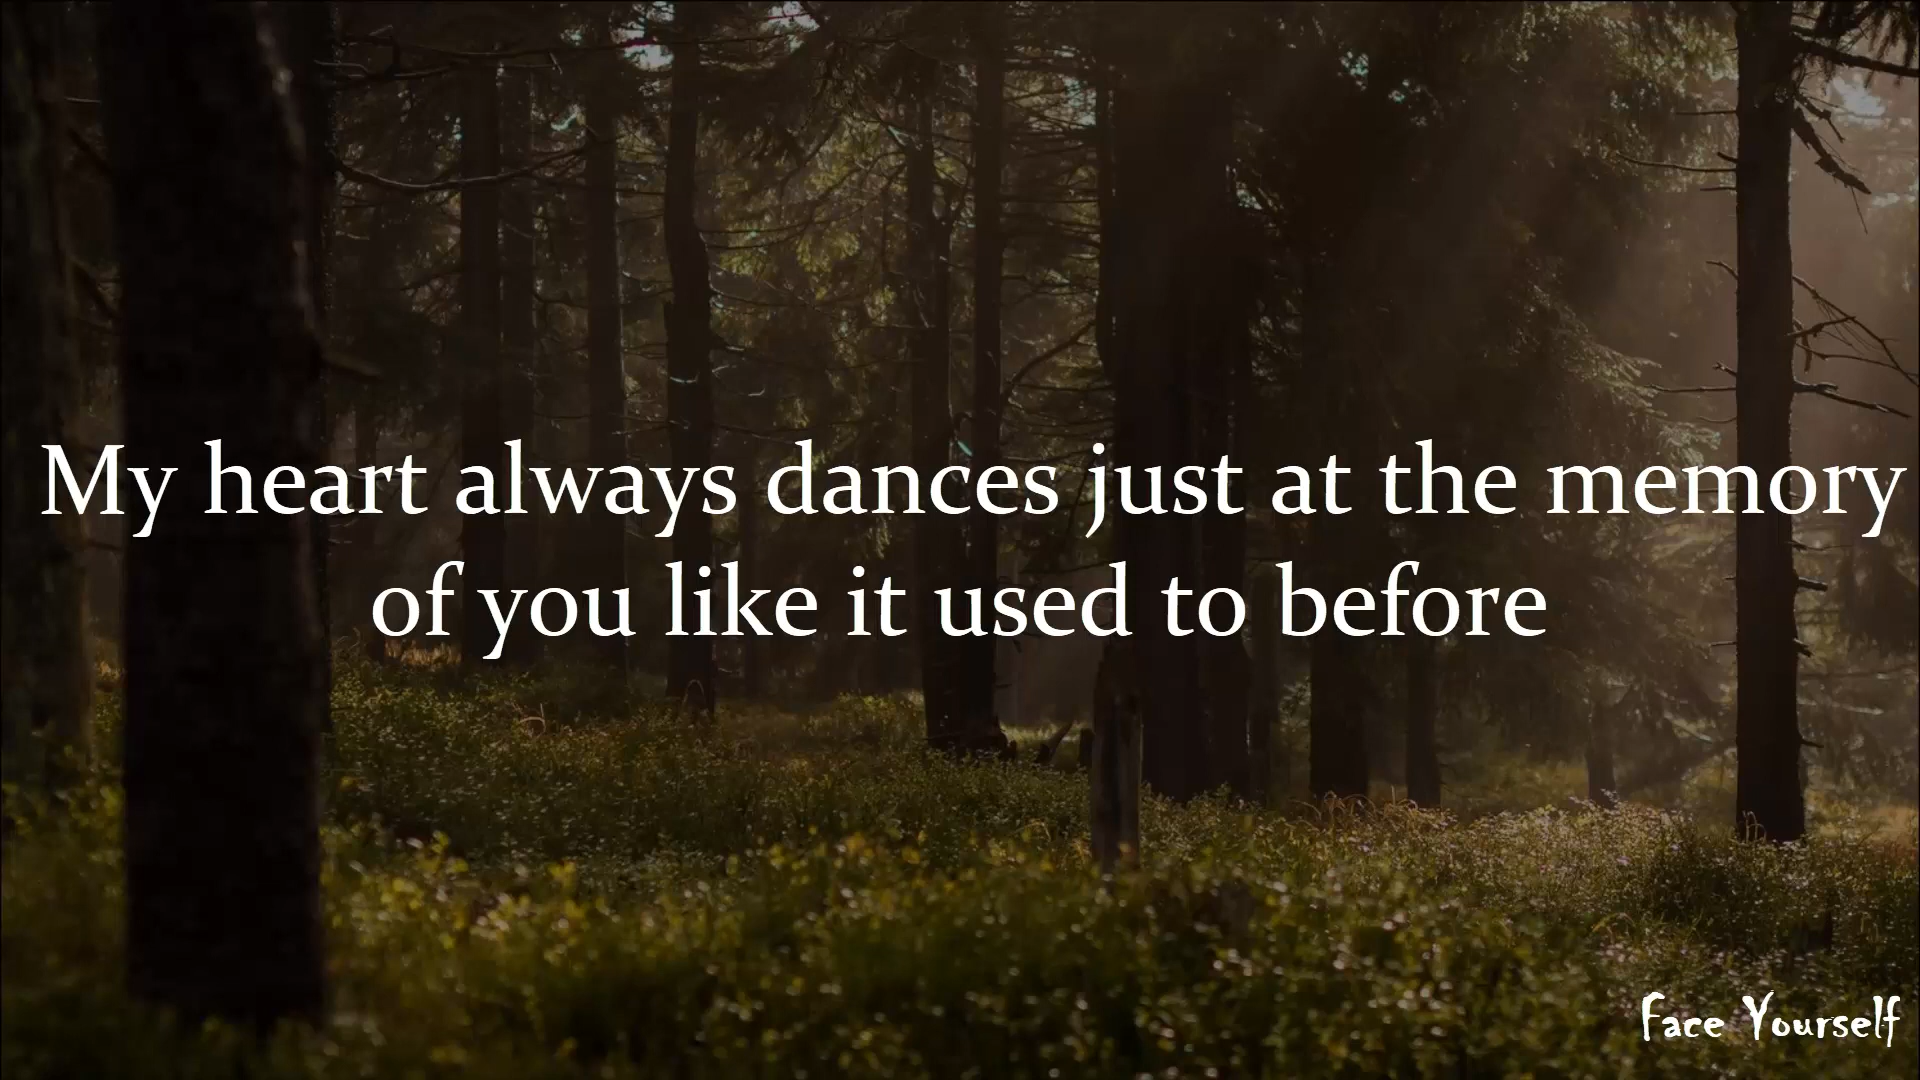 My heart always dances just at the memory
of you like it used to before
Face Yourself